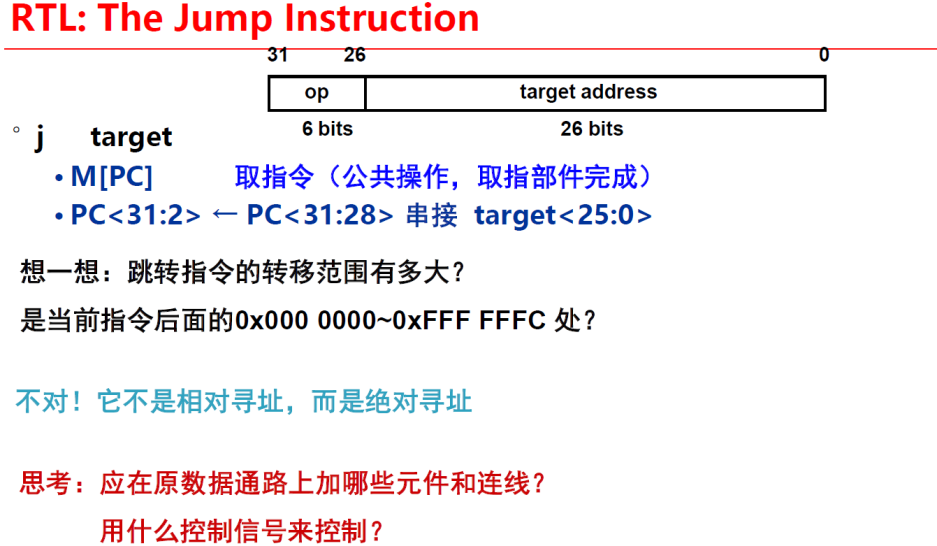 RTL: The Jump Instruction
31 26 0
op target address
6 bits 26 bits
° j target
• M[PC] 取指令（公共操作，取指部件完成）
• PC<31:2> ← PC<31:28> 串接 target<25:0>
想一想：跳转指令的转移范围有多大？
是当前指令后面的0x000 0000~0xFFF FFFC 处？
不对！它不是相对寻址，而是绝对寻址
思考：应在原数据通路上加哪些元件和连线？
用什么控制信号来控制？